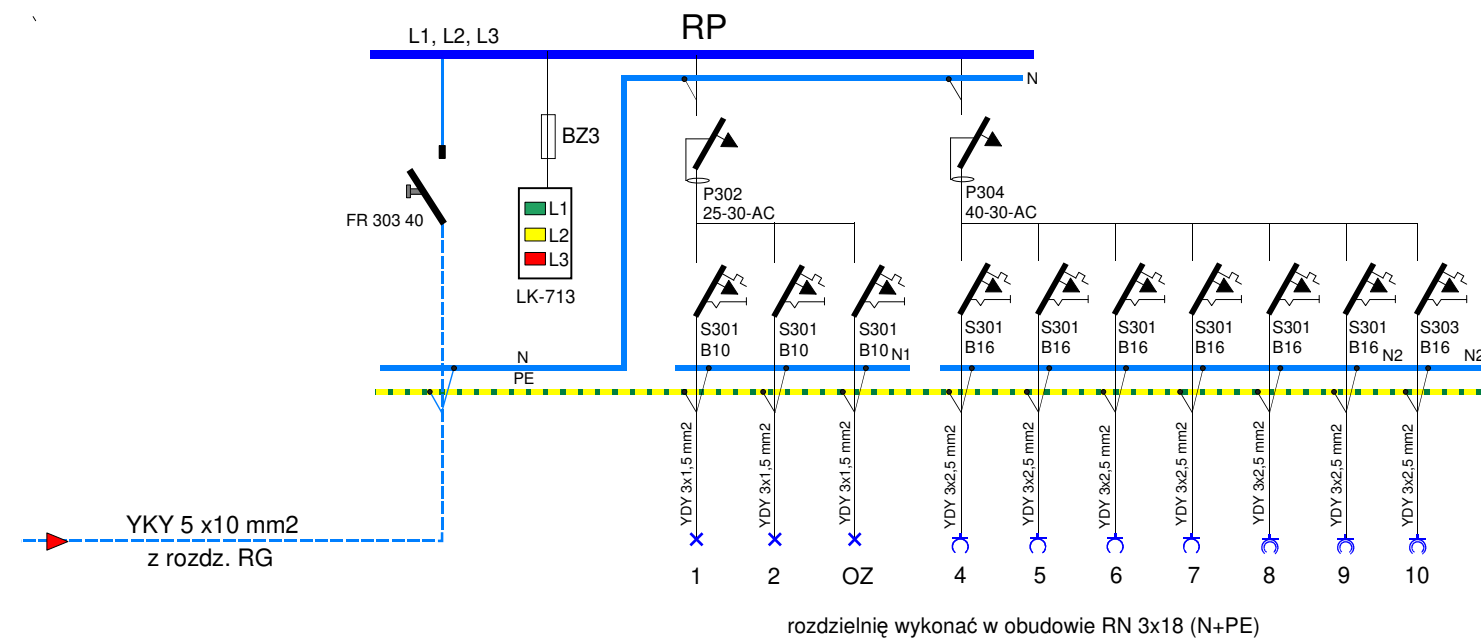 RP
L1, L2, L3
N
BZ3
P302
25-30-AC
P304
40-30-AC
FR 303 40
L1
L2
L3
LK-713
S301
B10
S301
B10
S301
B10
N1
S301
B16
S301
B16
S301
B16
S301
B16
S301
B16
S301
B16
N2
S303
B16
N2
N
PE
YDY 3x1,5 mm2
YDY 3x1,5 mm2
YDY 3x1,5 mm2
YDY 3x2,5 mm2
YDY 3x2,5 mm2
YDY 3x2,5 mm2
YDY 3x2,5 mm2
YDY 3x2,5 mm2
YDY 3x2,5 mm2
YDY 3x2,5 mm2
YKY 5 x10 mm2
z rozdz. RG
1
2
OZ
4
5
6
7
8
9
10
rozdzielnię wykonać w obudowie RN 3x18 (N+PE)